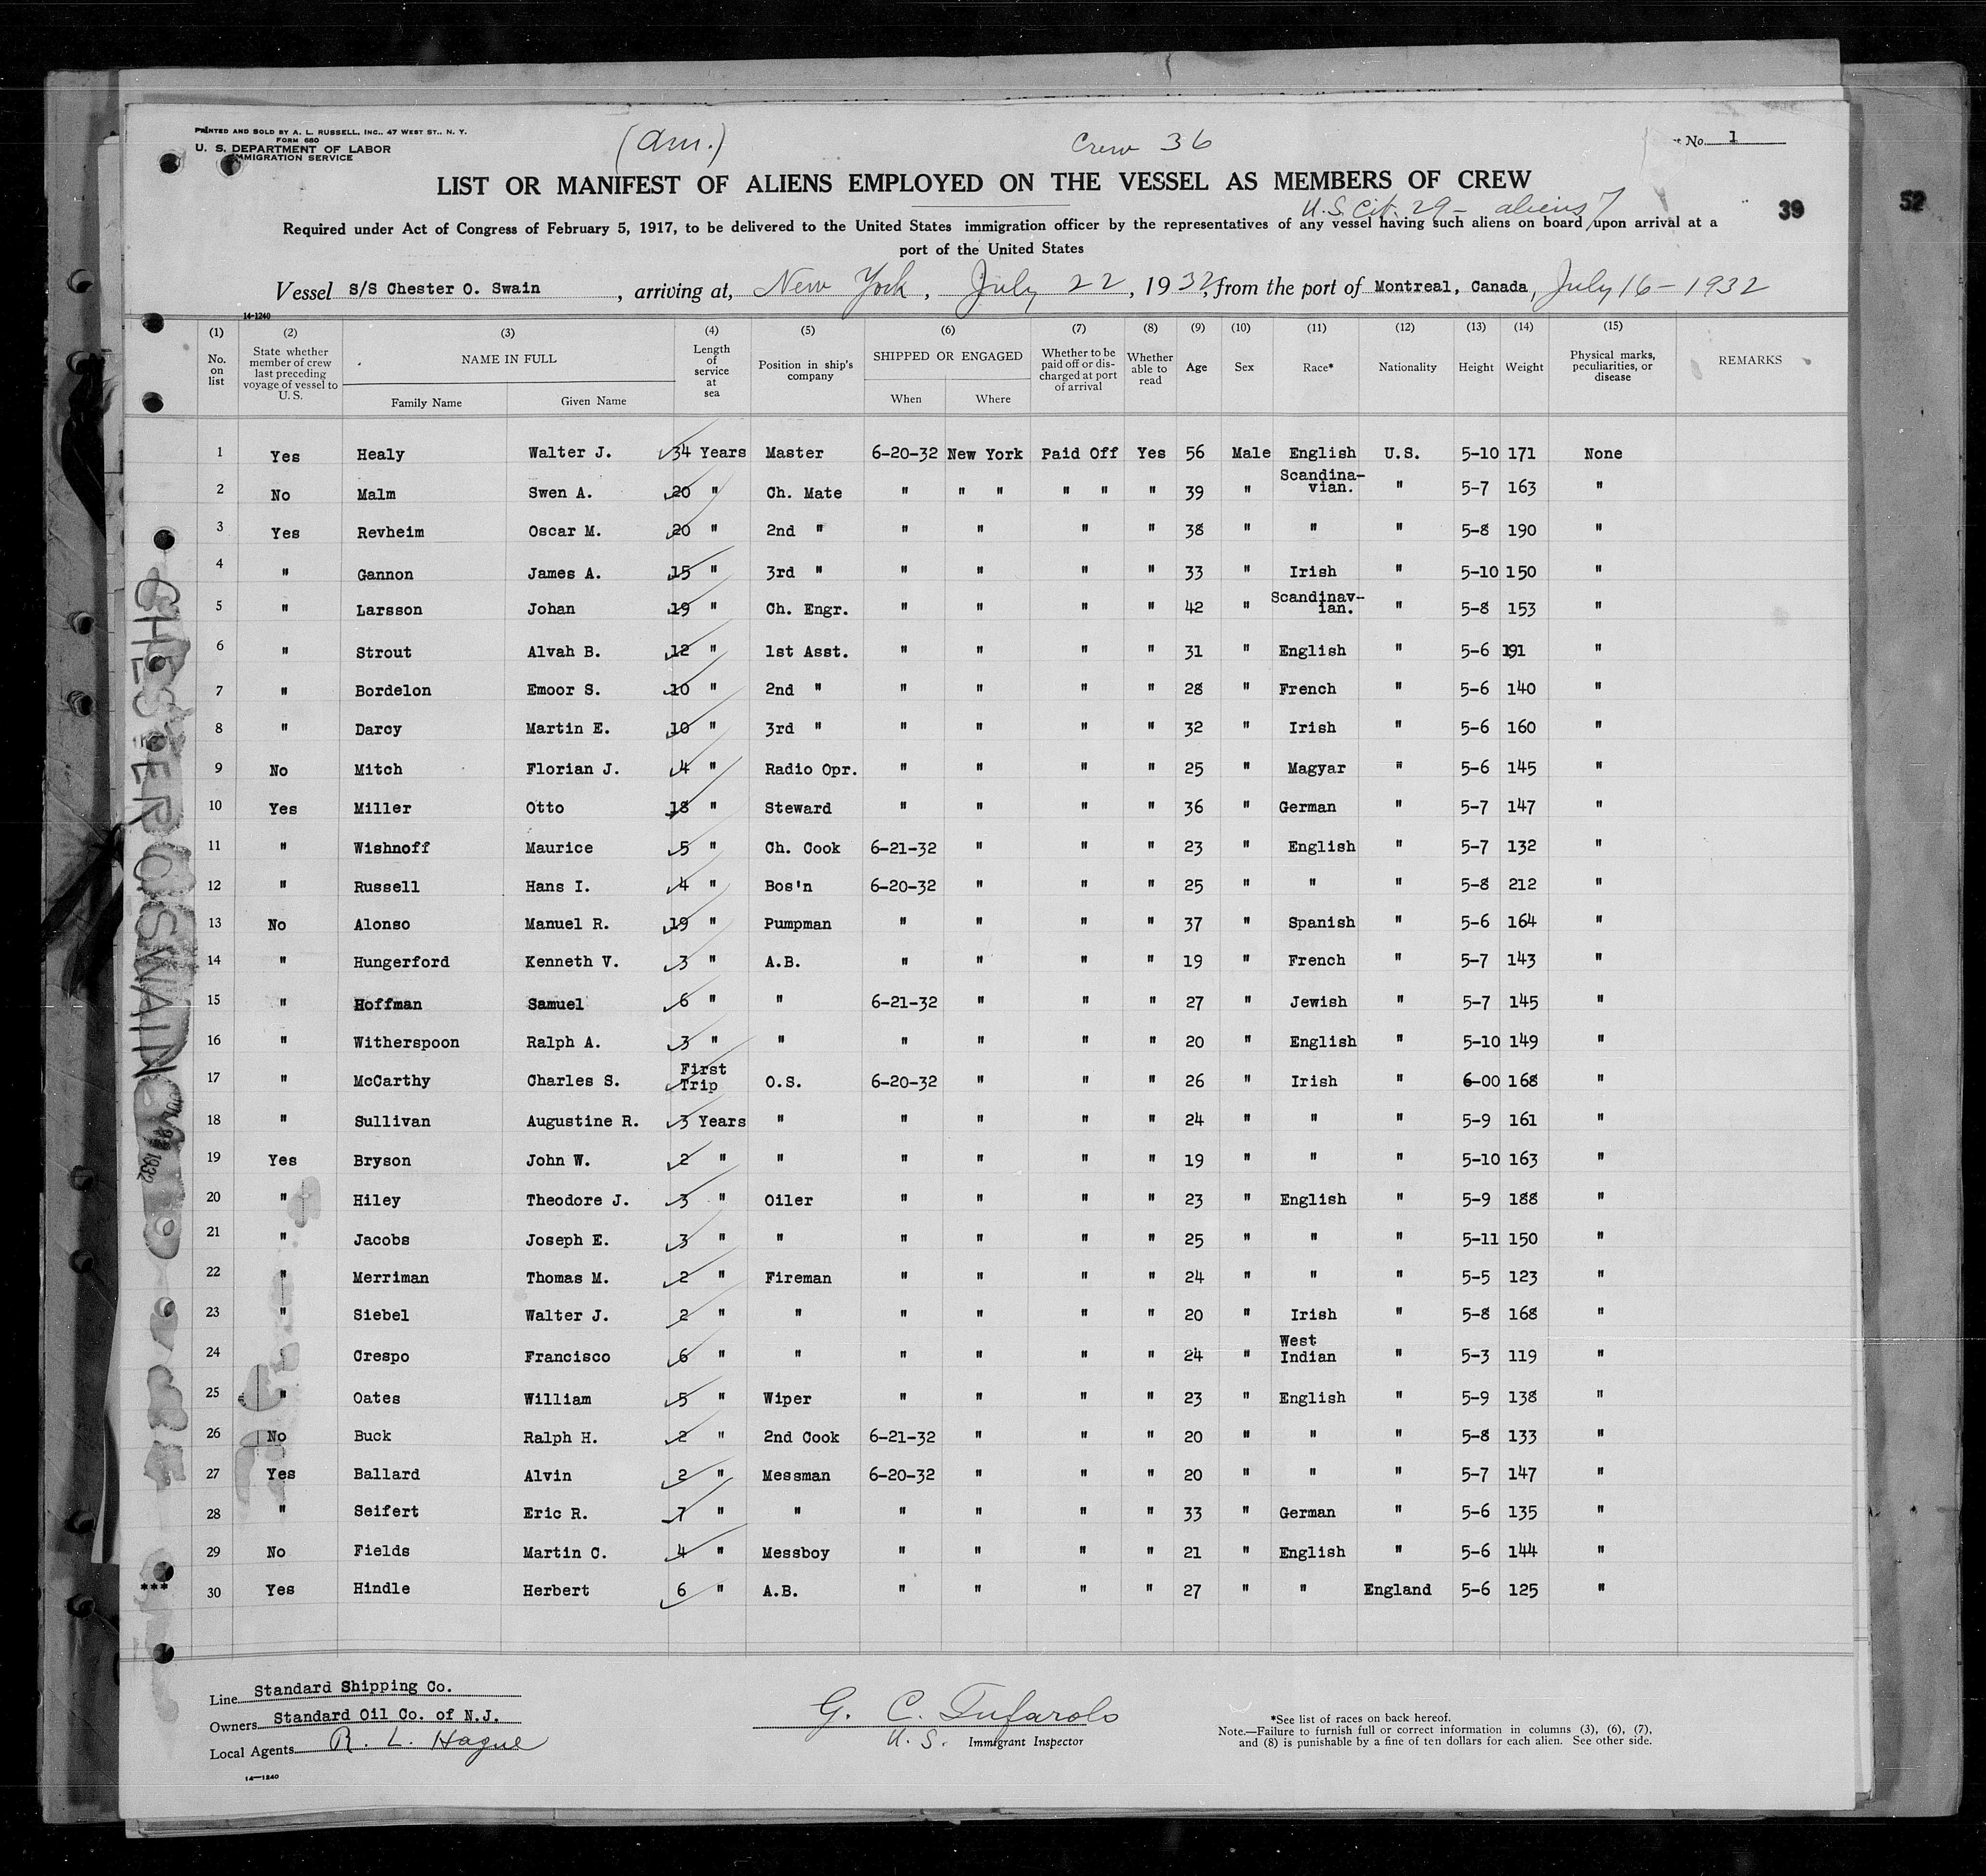 PRINTED AND SOLD BY A. L. RUSSELL, INC., 47 WEST ST., N. Y.
FORM 680
U. S. DEPARTMENT OF LABOR
IMMIGRATION SERVICE
(Am.)
Crew 36
No. 1
LIST OR MANIFEST OF ALIENS EMPLOYED ON THE VESSEL AS MEMBERS OF CREW
U.S. Cit. 29 - aliens 7
39
52
Required under Act of Congress of February 5, 1917, to be delivered to the United States immigration officer by the representatives of any vessel having such aliens on board upon arrival at a
port of the United States
Vessel S/S Chester O. Swain, arriving at, New York, July 22, 1932, from the port of Montreal, Canada, July 16 - 1932
14-1240
(1) (2) (3) (4) (5) (6) (7) (8) (9) (10) (11) (12) (13) (14) (15)
No. on list | State whether member of crew last preceding voyage of vessel to U. S. | NAME IN FULL Family Name Given Name | Length of service at sea | Position in ship's company | SHIPPED OR ENGAGED When Where | Whether to be paid off or discharged at port of arrival | Whether able to read | Age | Sex | Race* | Nationality | Height | Weight | Physical marks, peculiarities, or disease | REMARKS
1 Yes Healy Walter J. 34 Years Master 6-20-32 New York Paid Off Yes 56 Male English U.S. 5-10 171 None
2 No Malm Swen A. 20 " Ch. Mate " " " " " " 39 " Scandina-vian. " 5-7 163 "
3 Yes Revheim Oscar M. 20 " 2nd " " " " " 38 " " " 5-8 190 "
4 " Gannon James A. 15 " 3rd " " " " " 33 " Irish " 5-10 150 "
5 " Larsson Johan 19 " Ch. Engr. " " " " 42 " Scandinav-ian. " 5-8 153 "
6 " Strout Alvah B. 12 " 1st Asst. " " " " 31 " English " 5-6 191 "
7 " Bordelon Emoor S. 10 " 2nd " " " " " 28 " French " 5-6 140 "
8 " Darcy Martin E. 10 " 3rd " " " " " 32 " Irish " 5-6 160 "
9 No Mitch Florian J. 4 " Radio Opr. " " " " 25 " Magyar " 5-6 145 "
10 Yes Miller Otto 18 " Steward " " " " 36 " German " 5-7 147 "
11 " Wishnoff Maurice 5 " Ch. Cook 6-21-32 " " " 23 " English " 5-7 132 "
12 " Russell Hans I. 4 " Bos'n 6-20-32 " " " 25 " " " 5-8 212 "
13 No Alonso Manuel R. 19 " Pumpman " " " " 37 " Spanish " 5-6 164 "
14 " Hungerford Kenneth V. 3 " A.B. " " " " 19 " French " 5-7 143 "
15 " Hoffman Samuel 6 " " 6-21-32 " " " 27 " Jewish " 5-7 145 "
16 " Witherspoon Ralph A. 3 " " " " " " 20 " English " 5-10 149 "
17 " McCarthy Charles S. First Trip O.S. 6-20-32 " " " 26 " Irish " 6-00 168 "
18 " Sullivan Augustine R. 3 Years " " " " " 24 " " " 5-9 161 "
19 Yes Bryson John W. 2 " " " " " " 19 " " " 5-10 163 "
20 " Hiley Theodore J. 3 " Oiler " " " " 23 " English " 5-9 188 "
21 " Jacobs Joseph E. 3 " " " " " " 25 " " " 5-11 150 "
22 " Merriman Thomas M. 2 " Fireman " " " " 24 " " " 5-5 123 "
23 " Siebel Walter J. 2 " " " " " " 20 " Irish " 5-8 168 "
24 " Crespo Francisco 6 " " " " " " 24 " West Indian " 5-3 119 "
25 " Oates William 5 " Wiper " " " " 23 " English " 5-9 138 "
26 No Buck Ralph H. 2 " 2nd Cook 6-21-32 " " " 20 " " " 5-8 133 "
27 Yes Ballard Alvin 2 " Messman 6-20-32 " " " 20 " " " 5-7 147 "
28 " Seifert Eric R. 7 " " " " " " 33 " German " 5-6 135 "
29 No Fields Martin C. 4 " Messboy " " " " 21 " English " 5-6 144 "
*** 30 Yes Hindle Herbert 6 " A.B. " " " " 27 " " England 5-6 125 "
CHESTER O. SWAIN
1932
Line Standard Shipping Co.
Owners Standard Oil Co. of N.J.
Local Agents R. L. Hague
14-1240
G. C. Tufarolo
U. S. Immigrant Inspector
*See list of races on back hereof.
Note.—Failure to furnish full or correct information in columns (3), (6), (7),
and (8) is punishable by a fine of ten dollars for each alien. See other side.